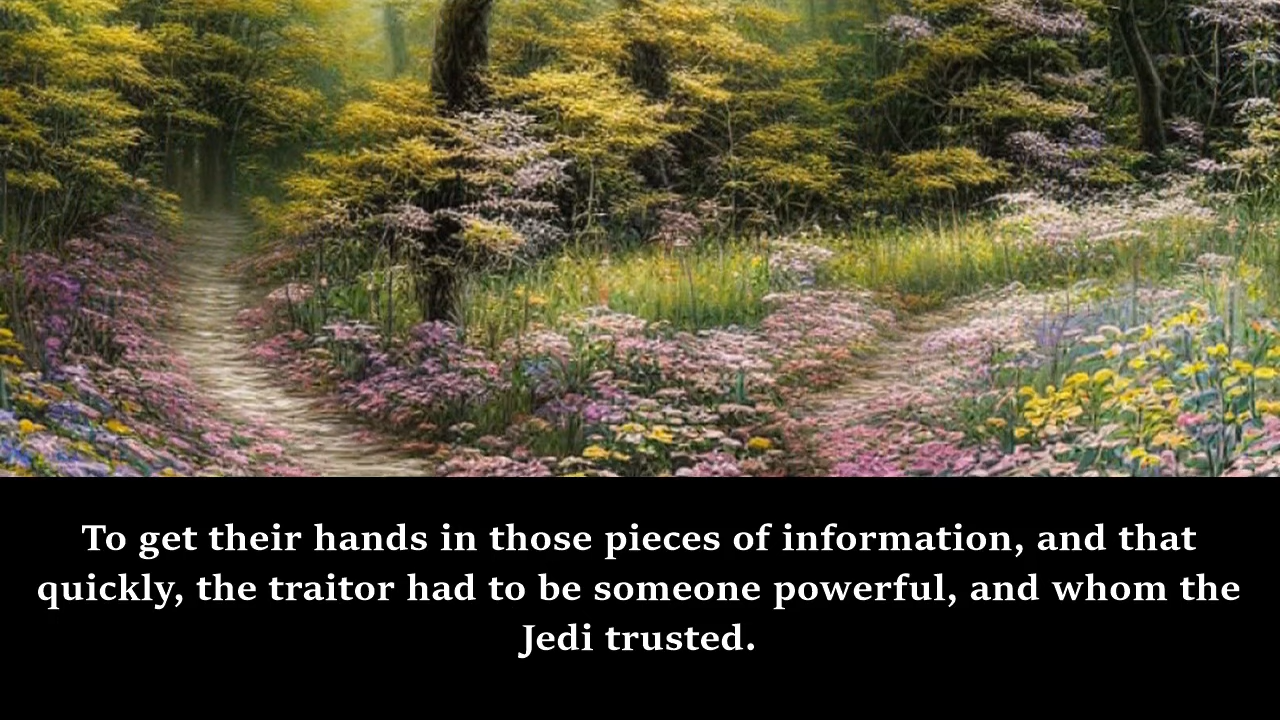 To get their hands in those pieces of information, and that
quickly, the traitor had to be someone powerful, and whom the
Jedi trusted.